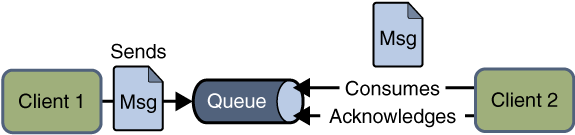 Sends
Msg
Client 1
Msg
Queue
Consumes
Acknowledges
Client 2